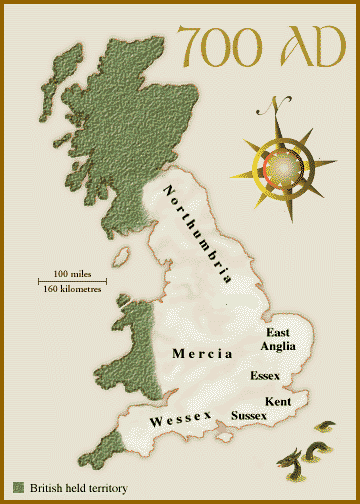 700 AD
N
Northumbria
100 miles
160 kilometres
East
Anglia
Mercia
Essex
Kent
Wessex
Sussex
British held territory